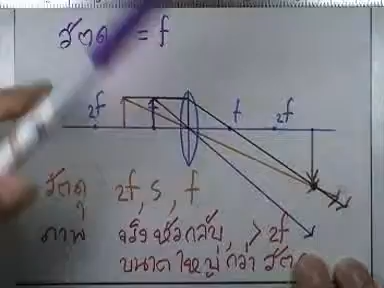 วัตถุ = f
2f f 2f
วัตถุ 2f, s, f
ภาพ จริงหัวกลับ, > 2f
ขนาดใหญ่กว่า วัตถุ